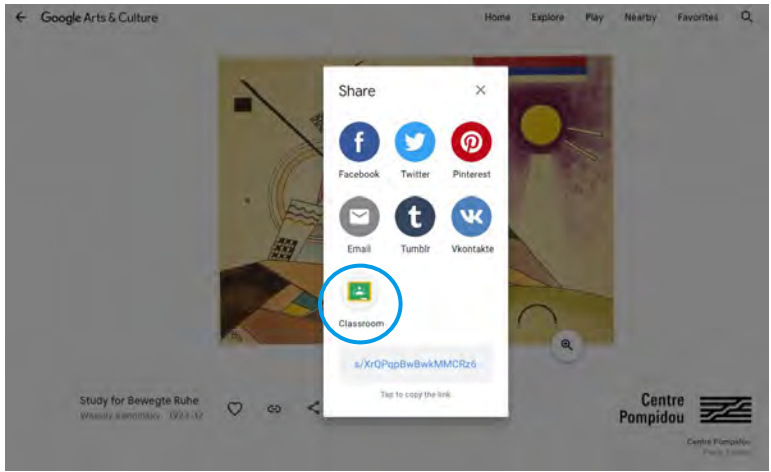 Google Arts & Culture
Home Explore Play Nearby Favorites
Share
Facebook Twitter Pinterest
Email Tumblr Vkontakte
Classroom
s/XrQPqpBwBwkMMCRz6
Tap to copy the link
Study for Bewegte Ruhe
Centre
Pompidou
Centre Pompidou